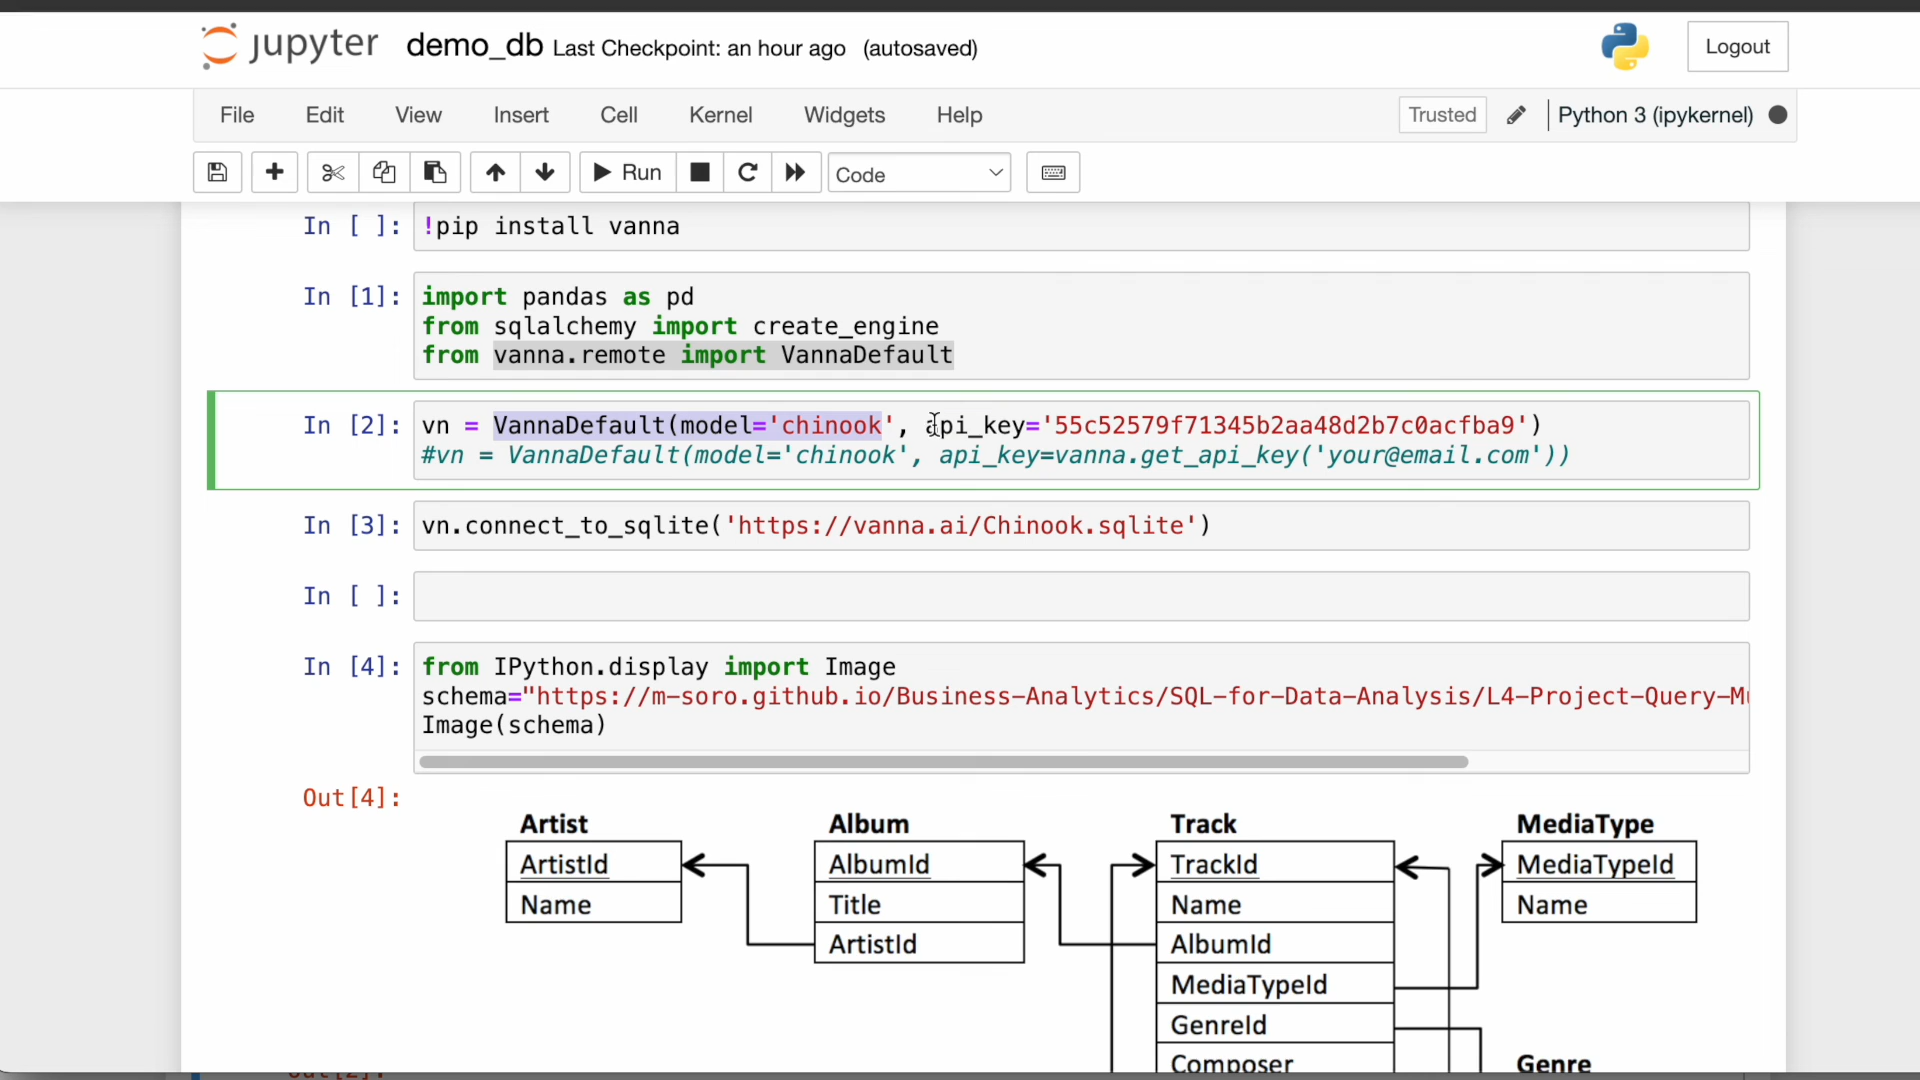 jupyter demo_db Last Checkpoint: an hour ago (autosaved) Logout
File Edit View Insert Cell Kernel Widgets Help Trusted Python 3 (ipykernel)
Run Code
In [ ]: !pip install vanna
In [1]: import pandas as pd
from sqlalchemy import create_engine
from vanna.remote import VannaDefault
In [2]: vn = VannaDefault(model='chinook', api_key='55c52579f71345b2aa48d2b7c0acfba9')
#vn = VannaDefault(model='chinook', api_key=vanna.get_api_key('your@email.com'))
In [3]: vn.connect_to_sqlite('https://vanna.ai/Chinook.sqlite')
In [ ]:
In [4]: from IPython.display import Image
schema="https://m-soro.github.io/Business-Analytics/SQL-for-Data-Analysis/L4-Project-Query-Mu
Image(schema)
Out[4]:
Artist Album Track MediaType
ArtistId AlbumId TrackId MediaTypeId
Name Title Name Name
ArtistId AlbumId
MediaTypeId
GenreId
Composer Genre